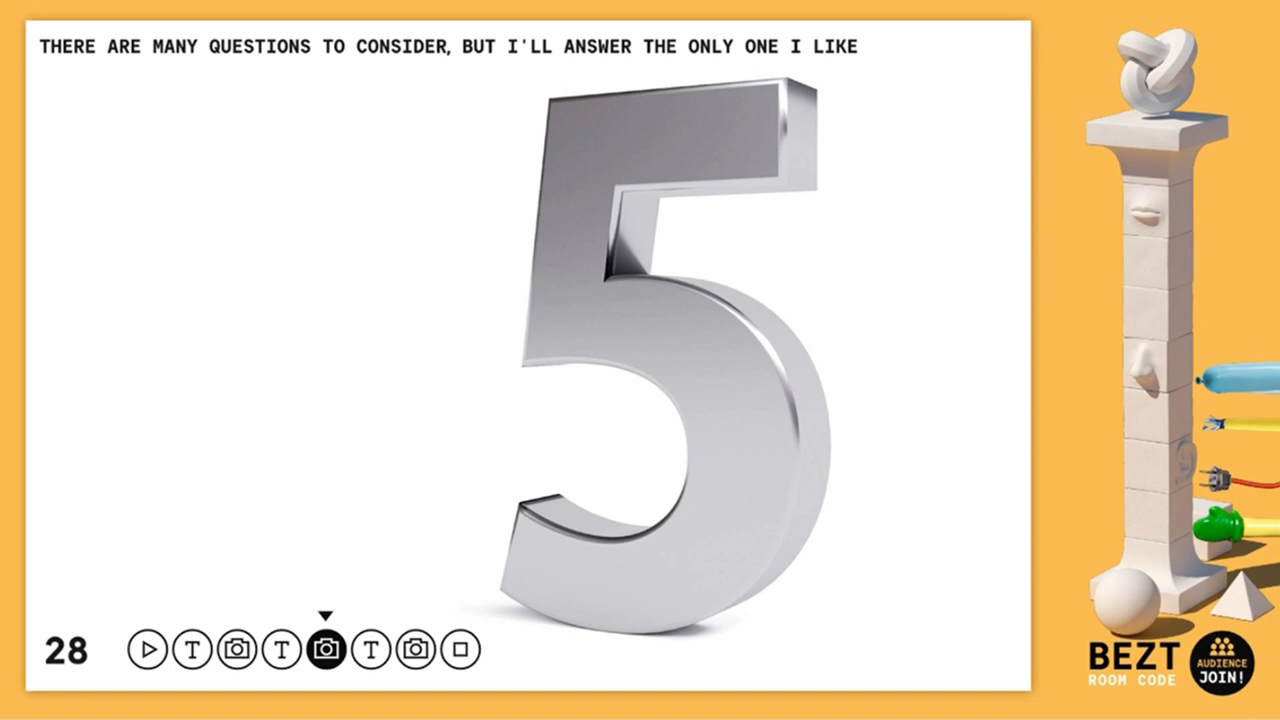 THERE ARE MANY QUESTIONS TO CONSIDER, BUT I'LL ANSWER THE ONLY ONE I LIKE
5
28
T T T
BEZT
ROOM CODE
AUDIENCE
JOIN!